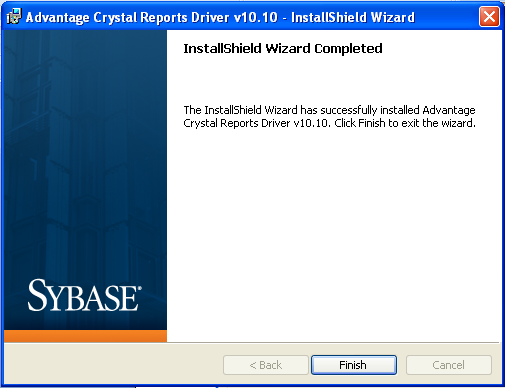 Advantage Crystal Reports Driver v10.10 - InstallShield Wizard
InstallShield Wizard Completed
The InstallShield Wizard has successfully installed Advantage
Crystal Reports Driver v10.10. Click Finish to exit the wizard.
SYBASE®
< Back
Finish
Cancel